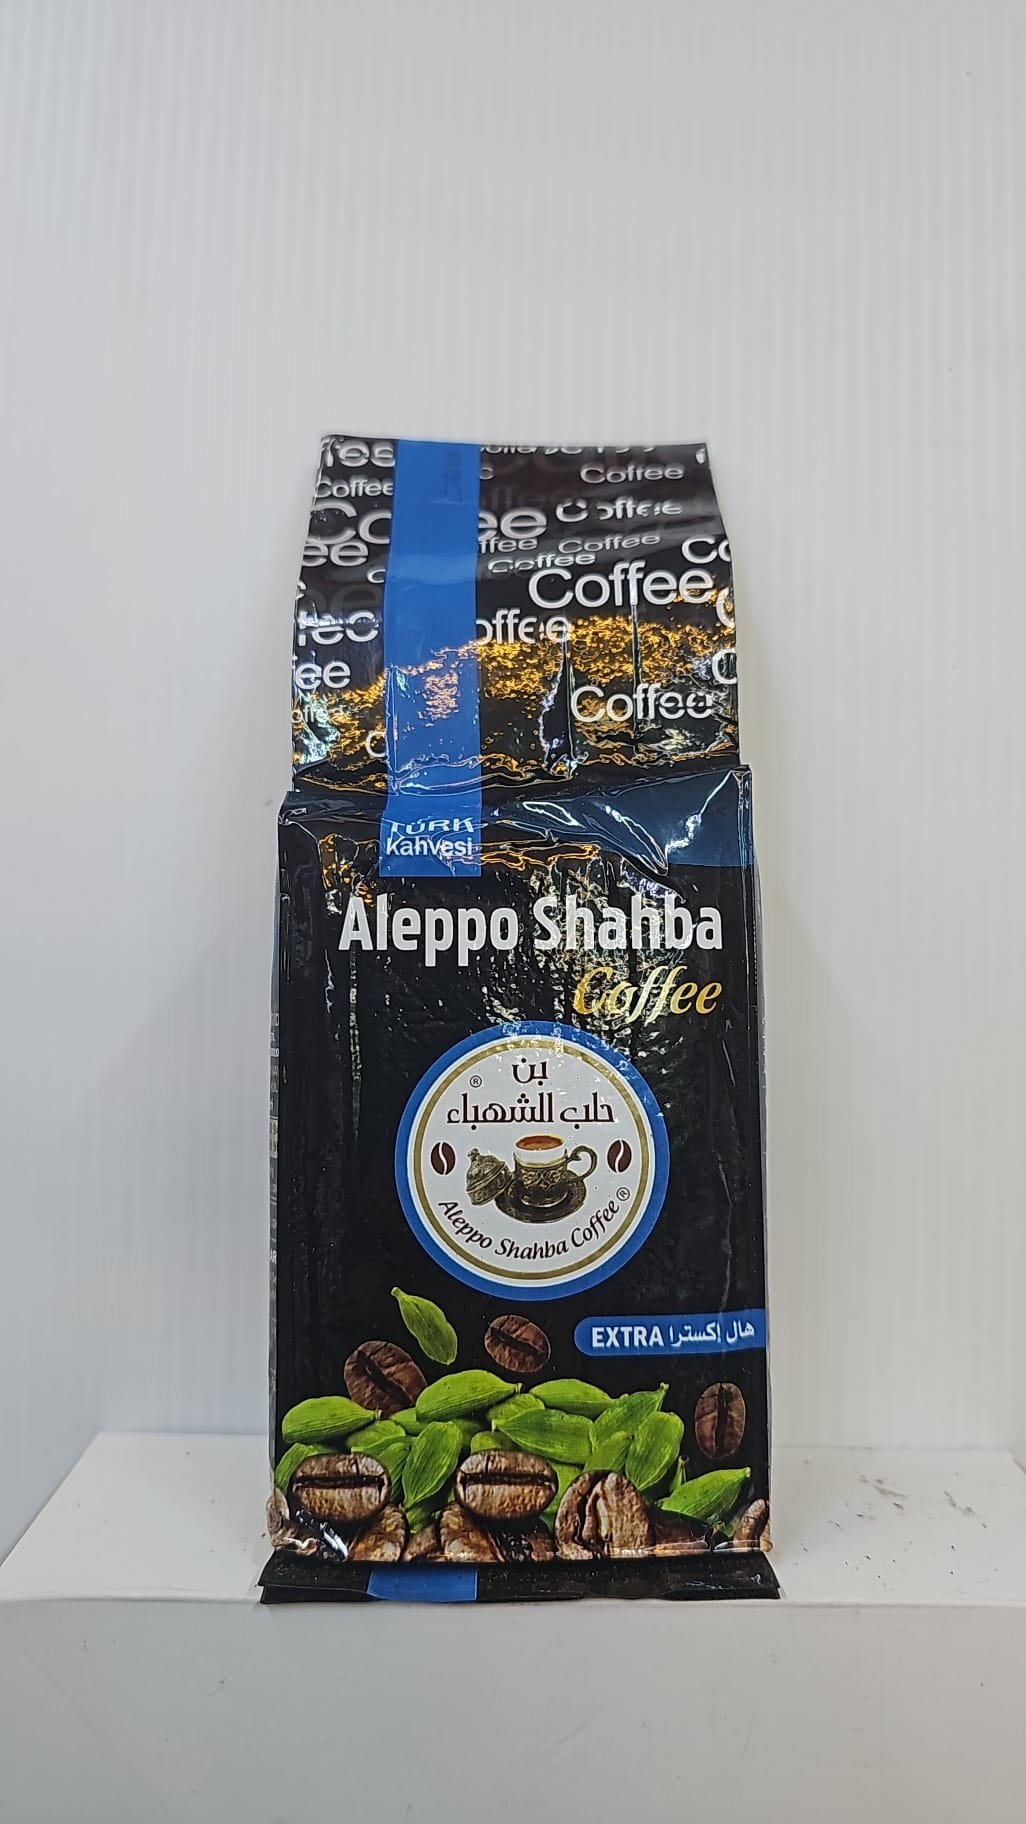 Coffee
Coffee
Coffee
Coffee
Coffee
Coffee
Coffee
TÜRK
kahvesi
Aleppo Shahba
Coffee
بن
®
حلب الشهباء
Aleppo Shahba Coffee ®
EXTRA هال إكسترا